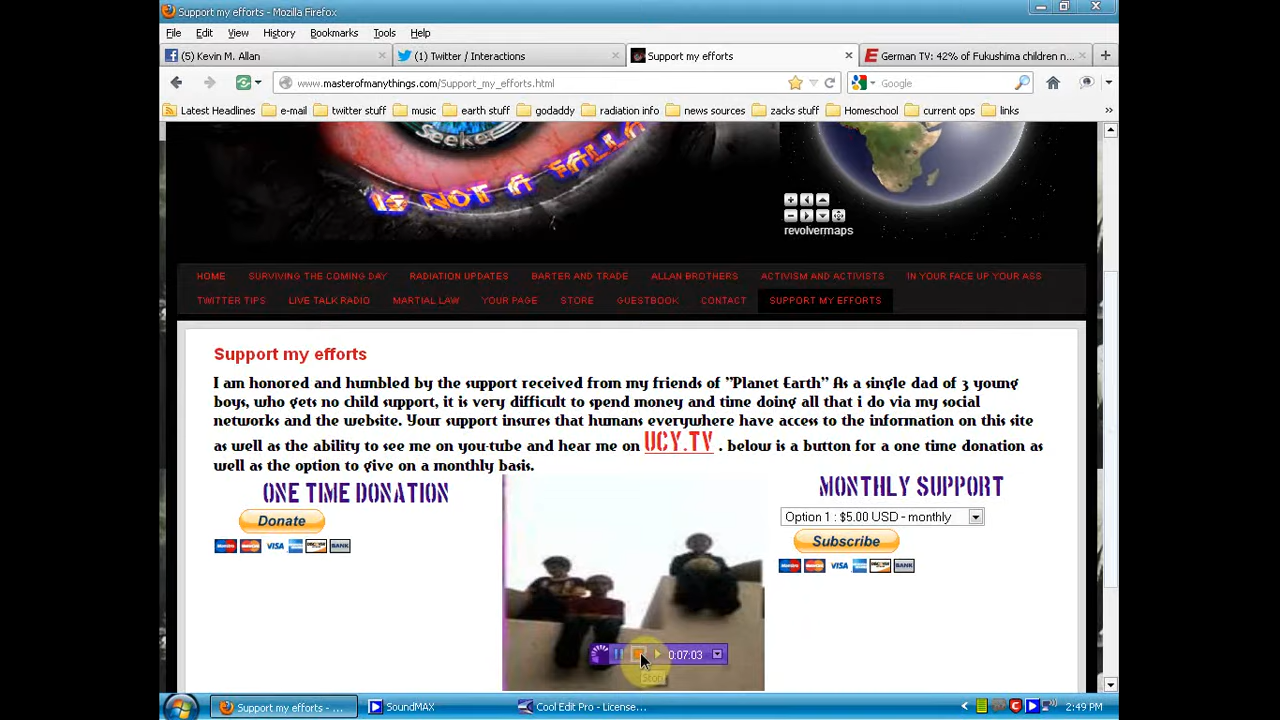 Support my efforts - Mozilla Firefox
File Edit View History Bookmarks Tools Help
(5) Kevin M. Allan
(1) Twitter / Interactions
Support my efforts
German TV: 42% of Fukushima children n...
www.masterofmanythings.com/Support_my_efforts.html
Google
Latest Headlines e-mail twitter stuff music earth stuff godaddy radiation info news sources zacks stuff Homeschool current ops links
Seeker
IS NOT A FALLA
revolvermaps
HOME SURVIVING THE COMING DAY RADIATION UPDATES BARTER AND TRADE ALLAN BROTHERS ACTIVISM AND ACTIVISTS IN YOUR FACE UP YOUR ASS
TWITTER TIPS LIVE TALK RADIO MARTIAL LAW YOUR PAGE STORE GUESTBOOK CONTACT SUPPORT MY EFFORTS
Support my efforts
I am honored and humbled by the support received from my friends of "Planet Earth" As a single dad of 3 young
boys, who gets no child support, it is very difficult to spend money and time doing all that i do via my social
networks and the website. Your support insures that humans everywhere have access to the information on this site
as well as the ability to see me on you-tube and hear me on UCY.TV . below is a button for a one time donation as
well as the option to give on a monthly basis.
ONE TIME DONATION
Donate
VISA BANK
MONTHLY SUPPORT
Option 1 : $5.00 USD - monthly
Subscribe
VISA BANK
0:07:03
Stop
Support my efforts - ...
SoundMAX
Cool Edit Pro - License...
2:49 PM